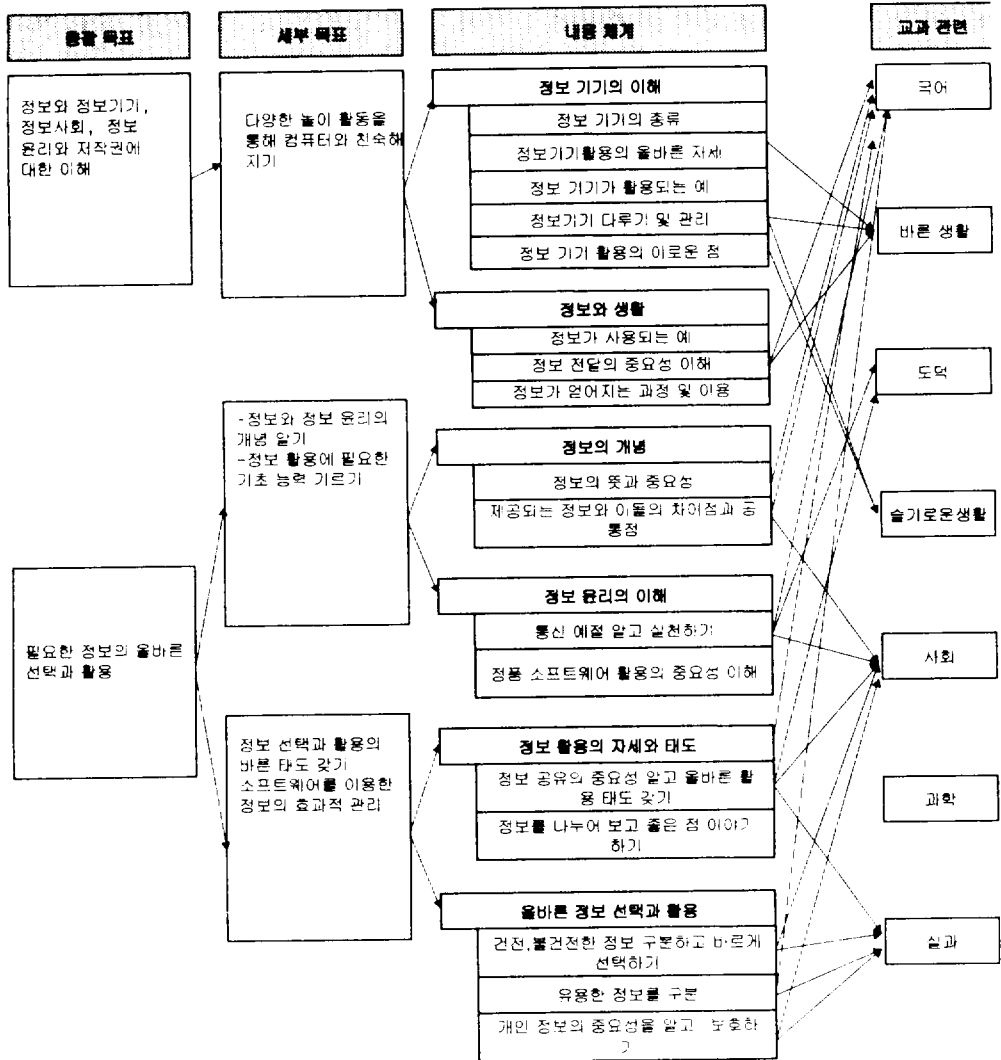 총괄 목표
세부 목표
내용 체계
교과 관련
정보와 정보기기,
정보사회, 정보
윤리와 저작권에
대한 이해
다양한 놀이 활동을
통해 컴퓨터와 친숙해
지기
정보 기기의 이해
정보 기기의 종류
정보기기활용의 올바른 자세
정보 기기가 활용되는 예
정보기기 다루기 및 관리
정보 기기 활용의 이로운 점
정보와 생활
정보가 사용되는 예
정보 전달의 중요성 이해
정보가 얻어지는 과정 및 이용
국어
바른 생활
도덕
슬기로운생활
사회
과학
실과
필요한 정보의 올바른
선택과 활용
-정보와 정보 윤리의
개념 알기
-정보 활용에 필요한
기초 능력 기르기
정보의 개념
정보의 뜻과 중요성
제공되는 정보와 이들의 차이점과 공
통점
정보 윤리의 이해
통신 예절 알고 실천하기
정품 소프트웨어 활용의 중요성 이해
정보 선택과 활용의
바른 태도 갖기
소프트웨어를 이용한
정보의 효과적 관리
정보 활용의 자세와 태도
정보 공유의 중요성 알고 올바른 활
용 태도 갖기
정보를 나누어 보고 좋은 점 이야기
하기
올바른 정보 선택과 활용
건전,불건전한 정보 구분하고 바르게
선택하기
유용한 정보를 구분
개인 정보의 중요성을 알고 보호하